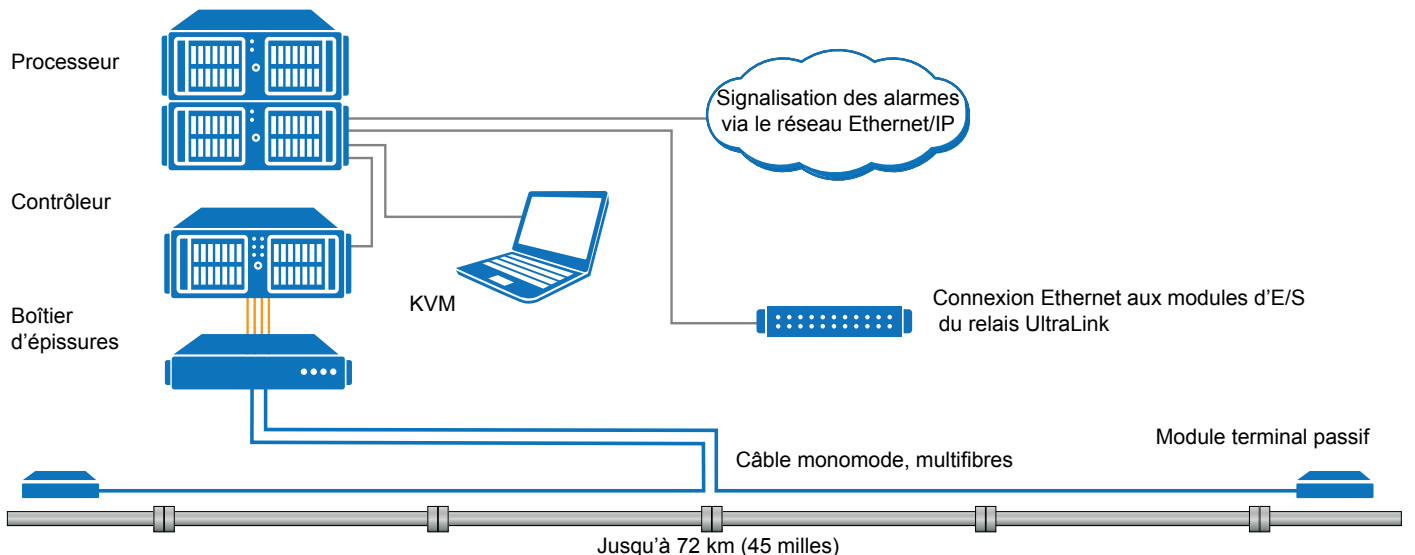 Processeur
Signalisation des alarmes
via le réseau Ethernet/IP
Contrôleur
KVM
Connexion Ethernet aux modules d'E/S
du relais UltraLink
Boîtier
d'épissures
Module terminal passif
Câble monomode, multifibres
Jusqu'à 72 km (45 milles)